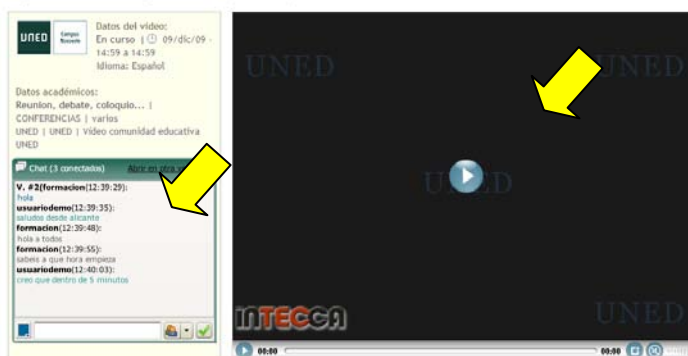 UNED
Campus
Noroeste
Datos del vídeo:
En curso | 09/dic/09 -
14:59 a 14:59
Idioma: Español
Datos académicos:
Reunion, debate, coloquio... |
CONFERENCIAS | varios
UNED | UNED | Vídeo comunidad educativa
UNED
Chat (3 conectados) Abrir en otra
V. #2(formacion(12:39:29):
hola
usuariodemo(12:39:35):
saludos desde alicante
formacion(12:39:48):
hola a todos
formacion(12:39:55):
sabeis a que hora empieza
usuariodemo(12:40:03):
creo que dentro de 5 minutos
UNED
UNED
UNED
INTECCA
UNED
00:00 00:00